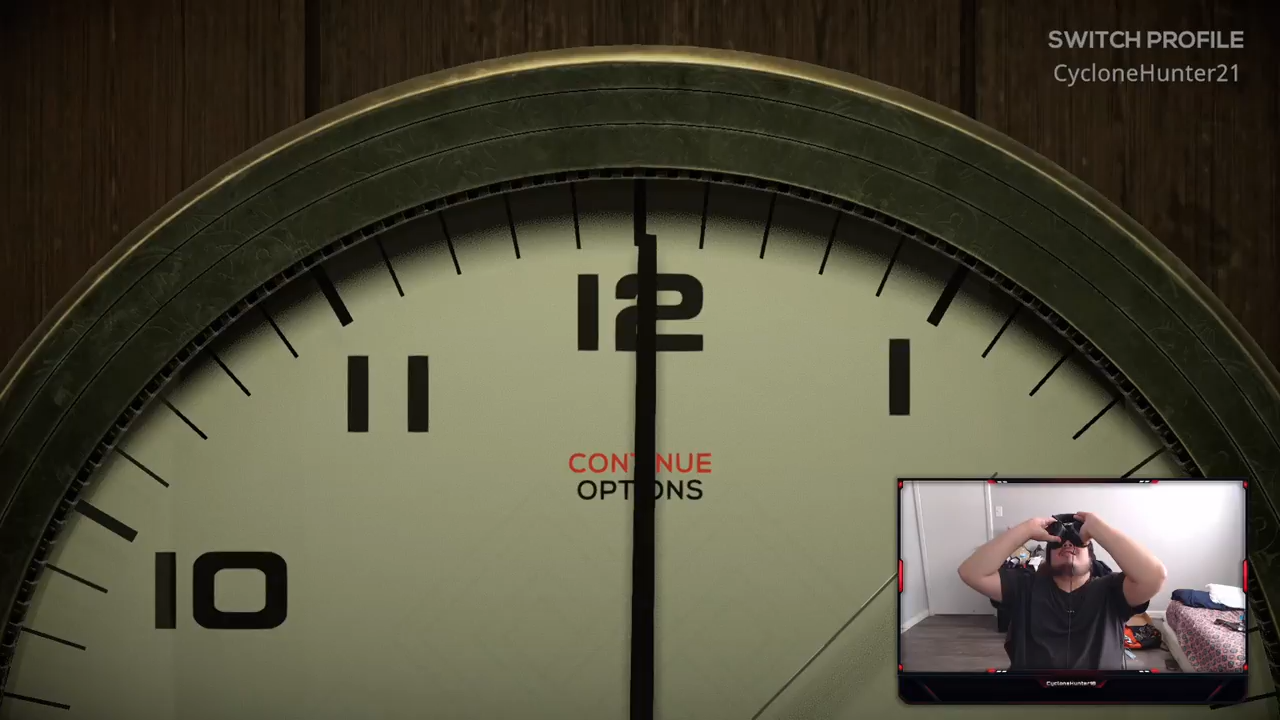 SWITCH PROFILE
CycloneHunter21
12
11
1
CONTINUE
OPTIONS
10